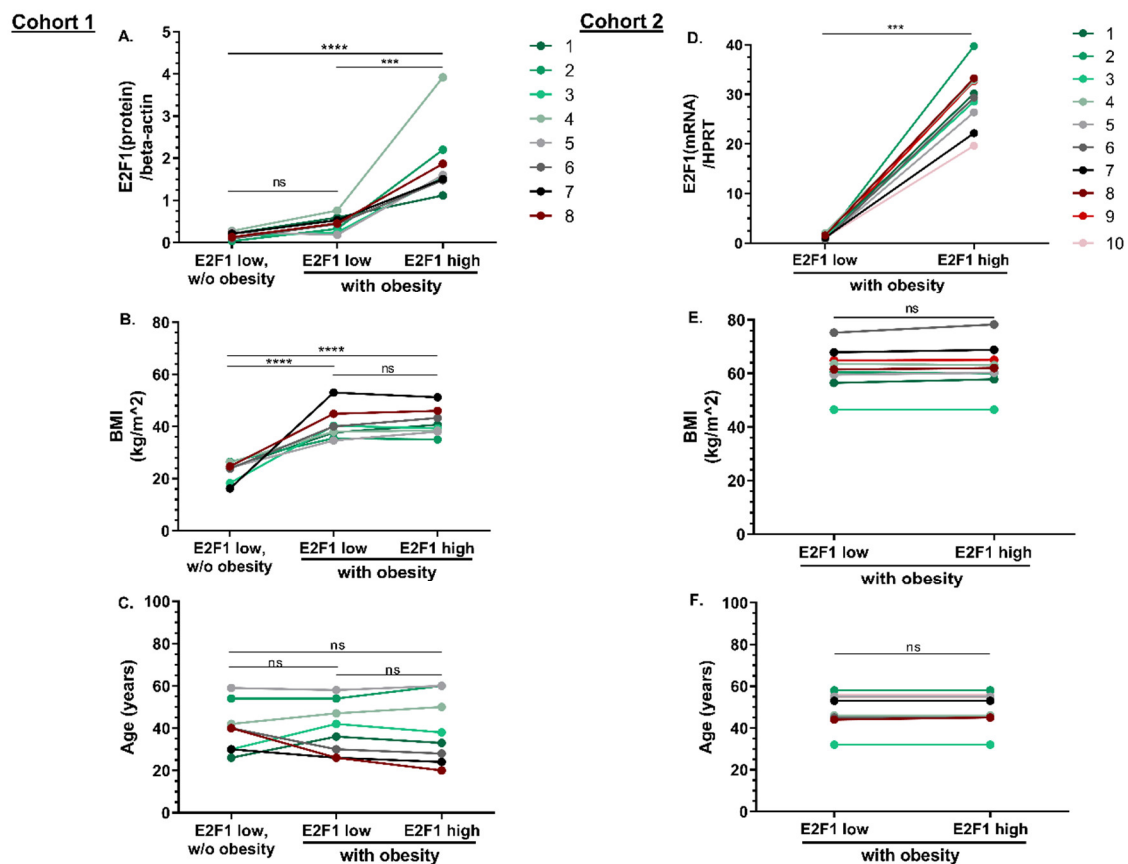 Cohort 1
A.
E2F1(protein)
/beta-actin
5
4
3
2
1
0
****
***
ns
E2F1 low,
w/o obesity
E2F1 low
E2F1 high
with obesity
1
2
3
4
5
6
7
8
B.
BMI
(kg/m^2)
80
60
40
20
0
****
****
ns
E2F1 low,
w/o obesity
E2F1 low
E2F1 high
with obesity
C.
Age (years)
100
80
60
40
20
0
ns
ns
ns
E2F1 low,
w/o obesity
E2F1 low
E2F1 high
with obesity
Cohort 2
D.
E2F1(mRNA)
/HPRT
40
30
20
10
0
***
E2F1 low
E2F1 high
with obesity
1
2
3
4
5
6
7
8
9
10
E.
BMI
(kg/m^2)
80
60
40
20
0
ns
E2F1 low
E2F1 high
with obesity
F.
Age (years)
100
80
60
40
20
0
ns
E2F1 low
E2F1 high
with obesity